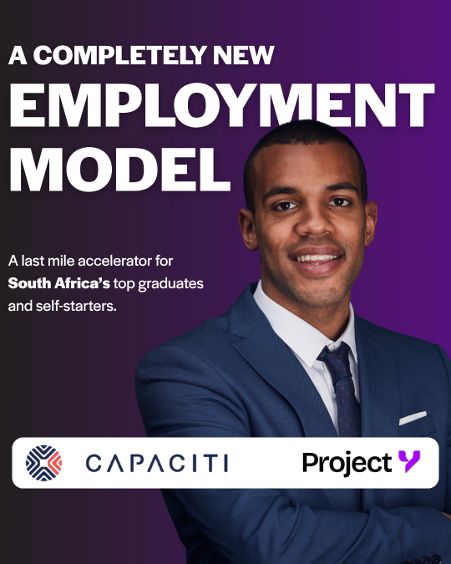 A COMPLETELY NEW
EMPLOYMENT
MODEL
A last mile accelerator for
South Africa's top graduates
and self-starters.
CAPACITI Project Y